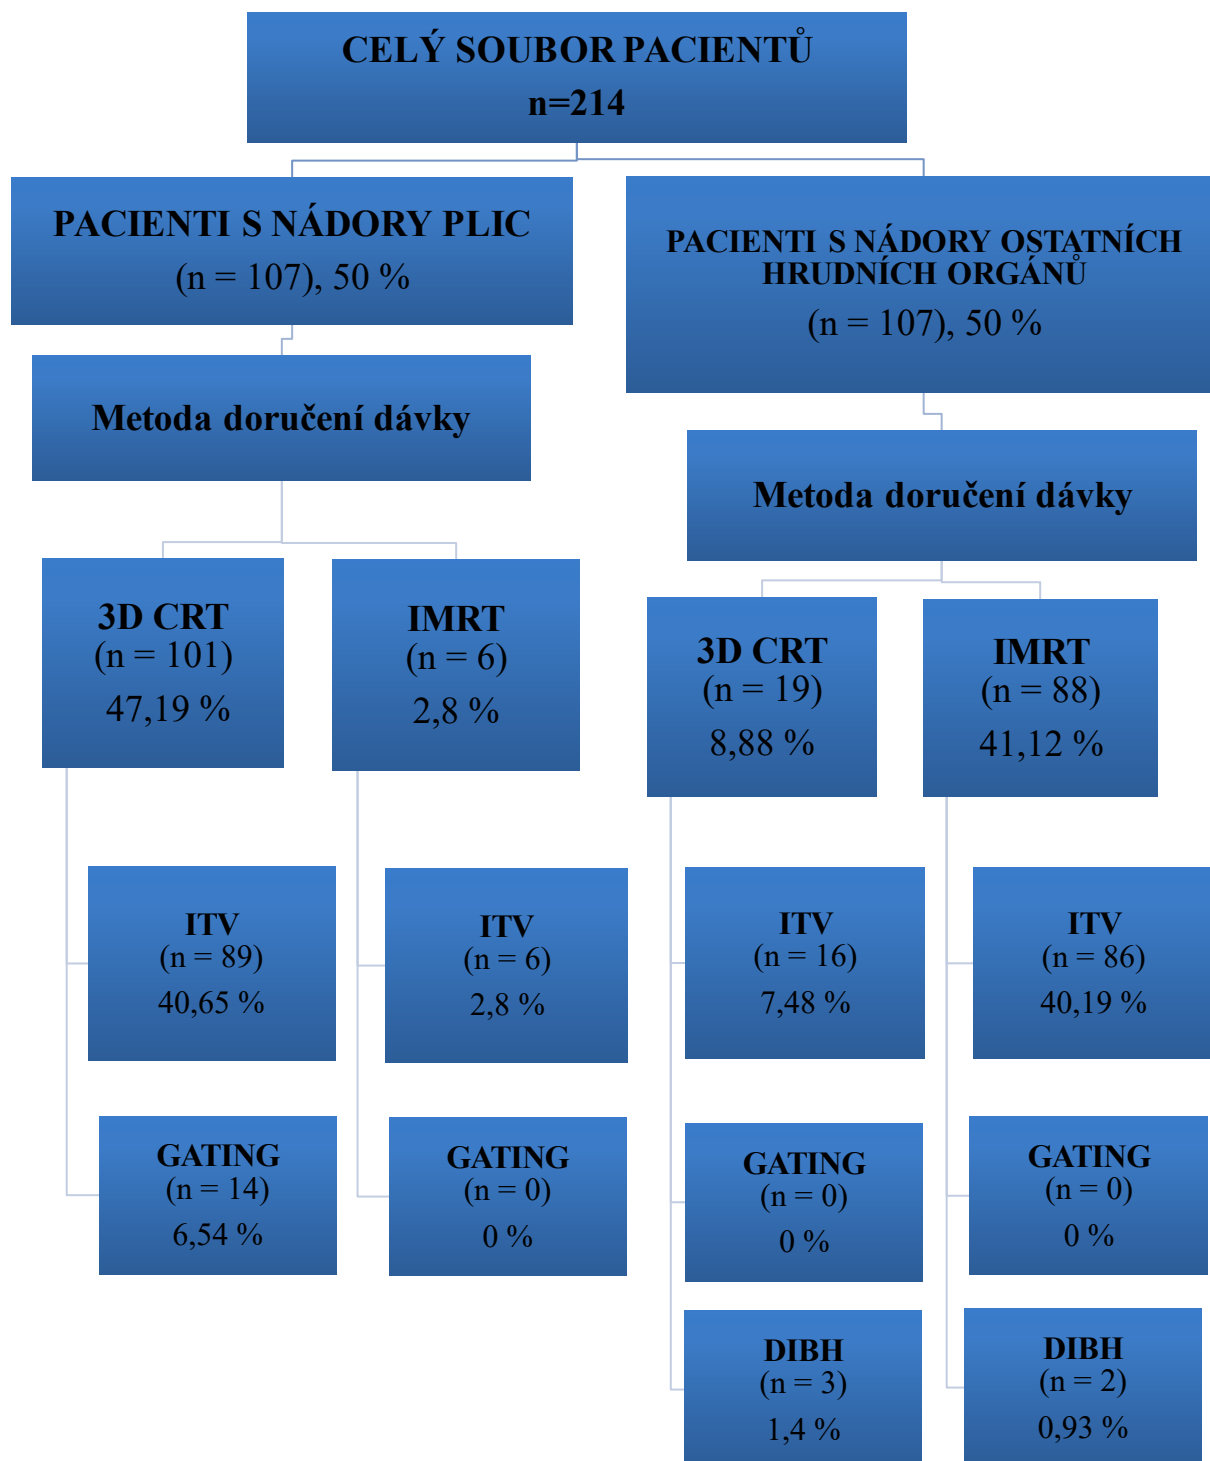 CELÝ SOUBOR PACIENTŮ
n=214
PACIENTI S NÁDORY PLIC
(n = 107), 50 %
PACIENTI S NÁDORY OSTATNÍCH
HRUDNÍCH ORGÁNŮ
(n = 107), 50 %
Metoda doručení dávky
Metoda doručení dávky
3D CRT
(n = 101)
47,19 %
IMRT
(n = 6)
2,8 %
3D CRT
(n = 19)
8,88 %
IMRT
(n = 88)
41,12 %
ITV
(n = 89)
40,65 %
ITV
(n = 6)
2,8 %
ITV
(n = 16)
7,48 %
ITV
(n = 86)
40,19 %
GATING
(n = 14)
6,54 %
GATING
(n = 0)
0 %
GATING
(n = 0)
0 %
GATING
(n = 0)
0 %
DIBH
(n = 3)
1,4 %
DIBH
(n = 2)
0,93 %